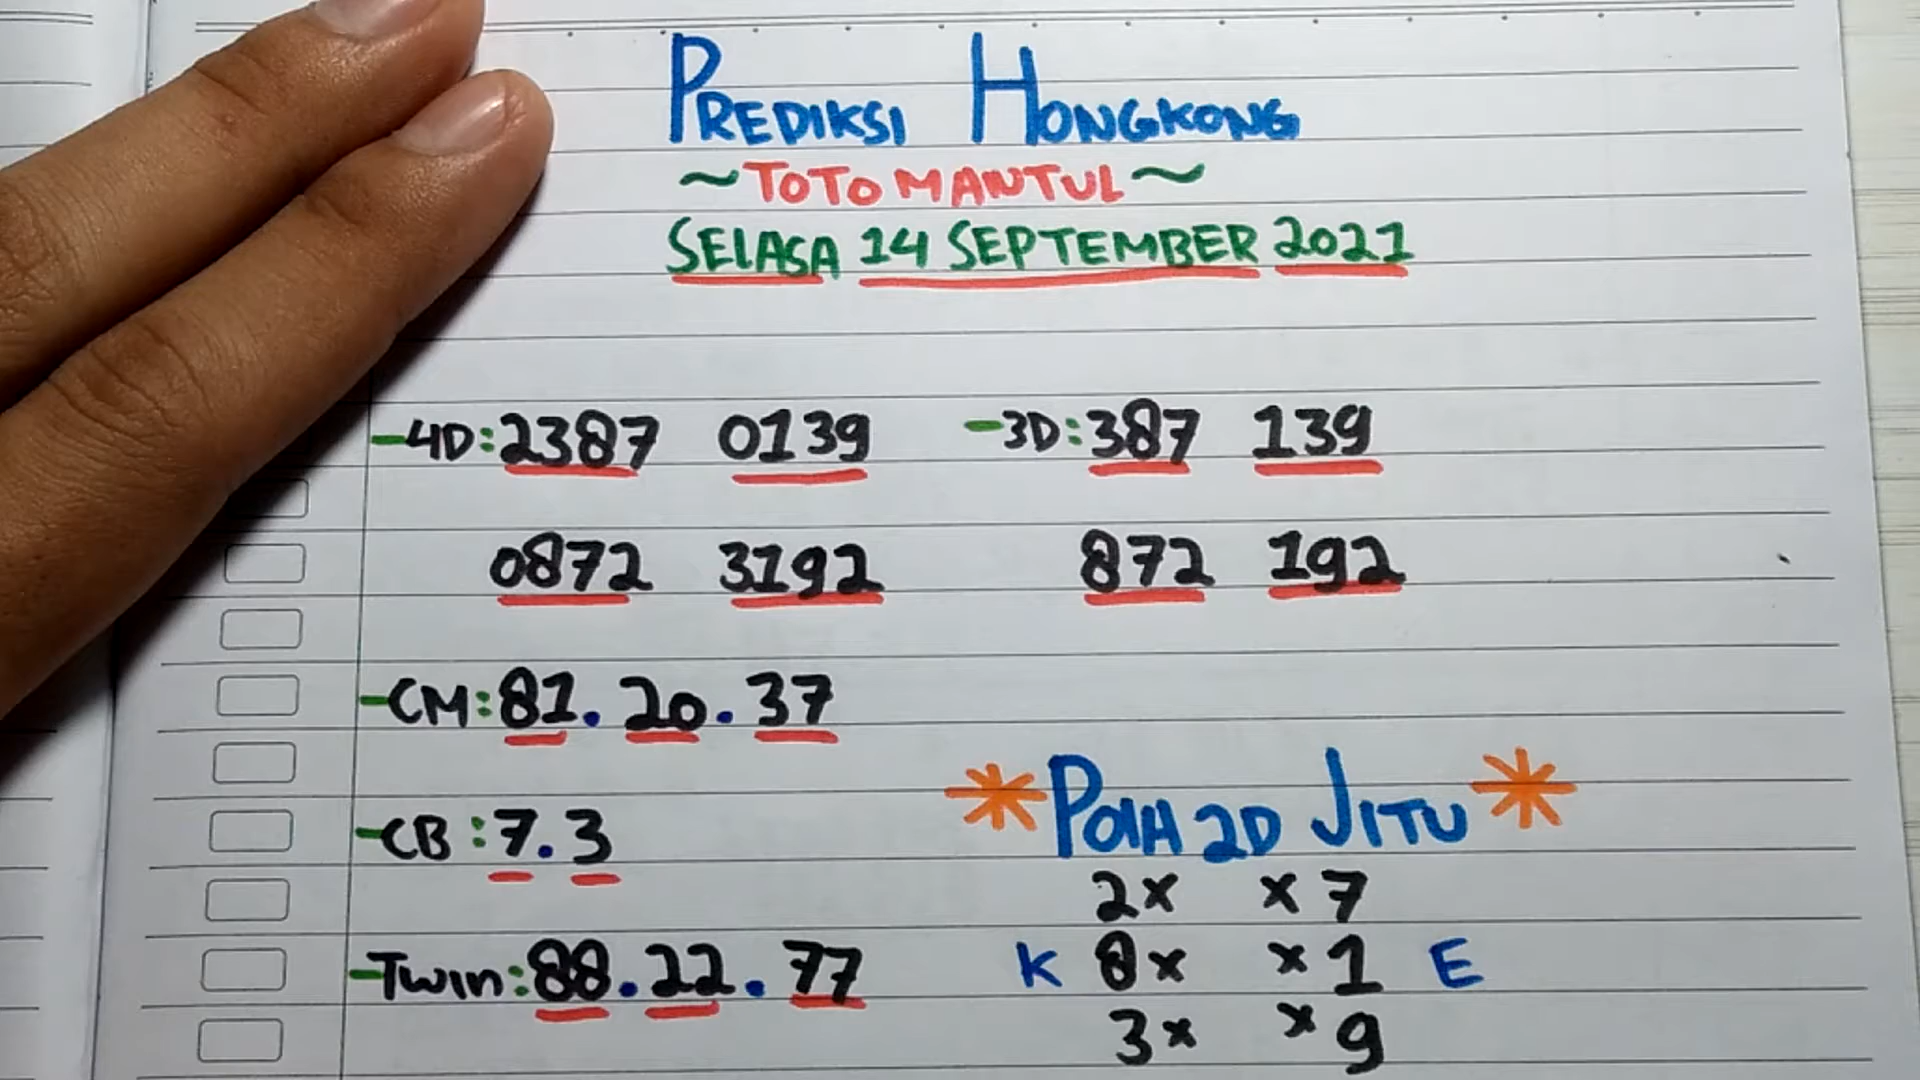 PREDIKSI HONGKONG
~TOTO MANTUL~
SELASA 14 SEPTEMBER 2021
-4D: 2387 0139 -3D: 387 139
0872 3192 872 192
-CM: 81. 20. 37
-CB: 7. 3
*POlH 2D JITU*
2x x7
-Twin: 88. 22. 77 K 8x x1 E
3x x9